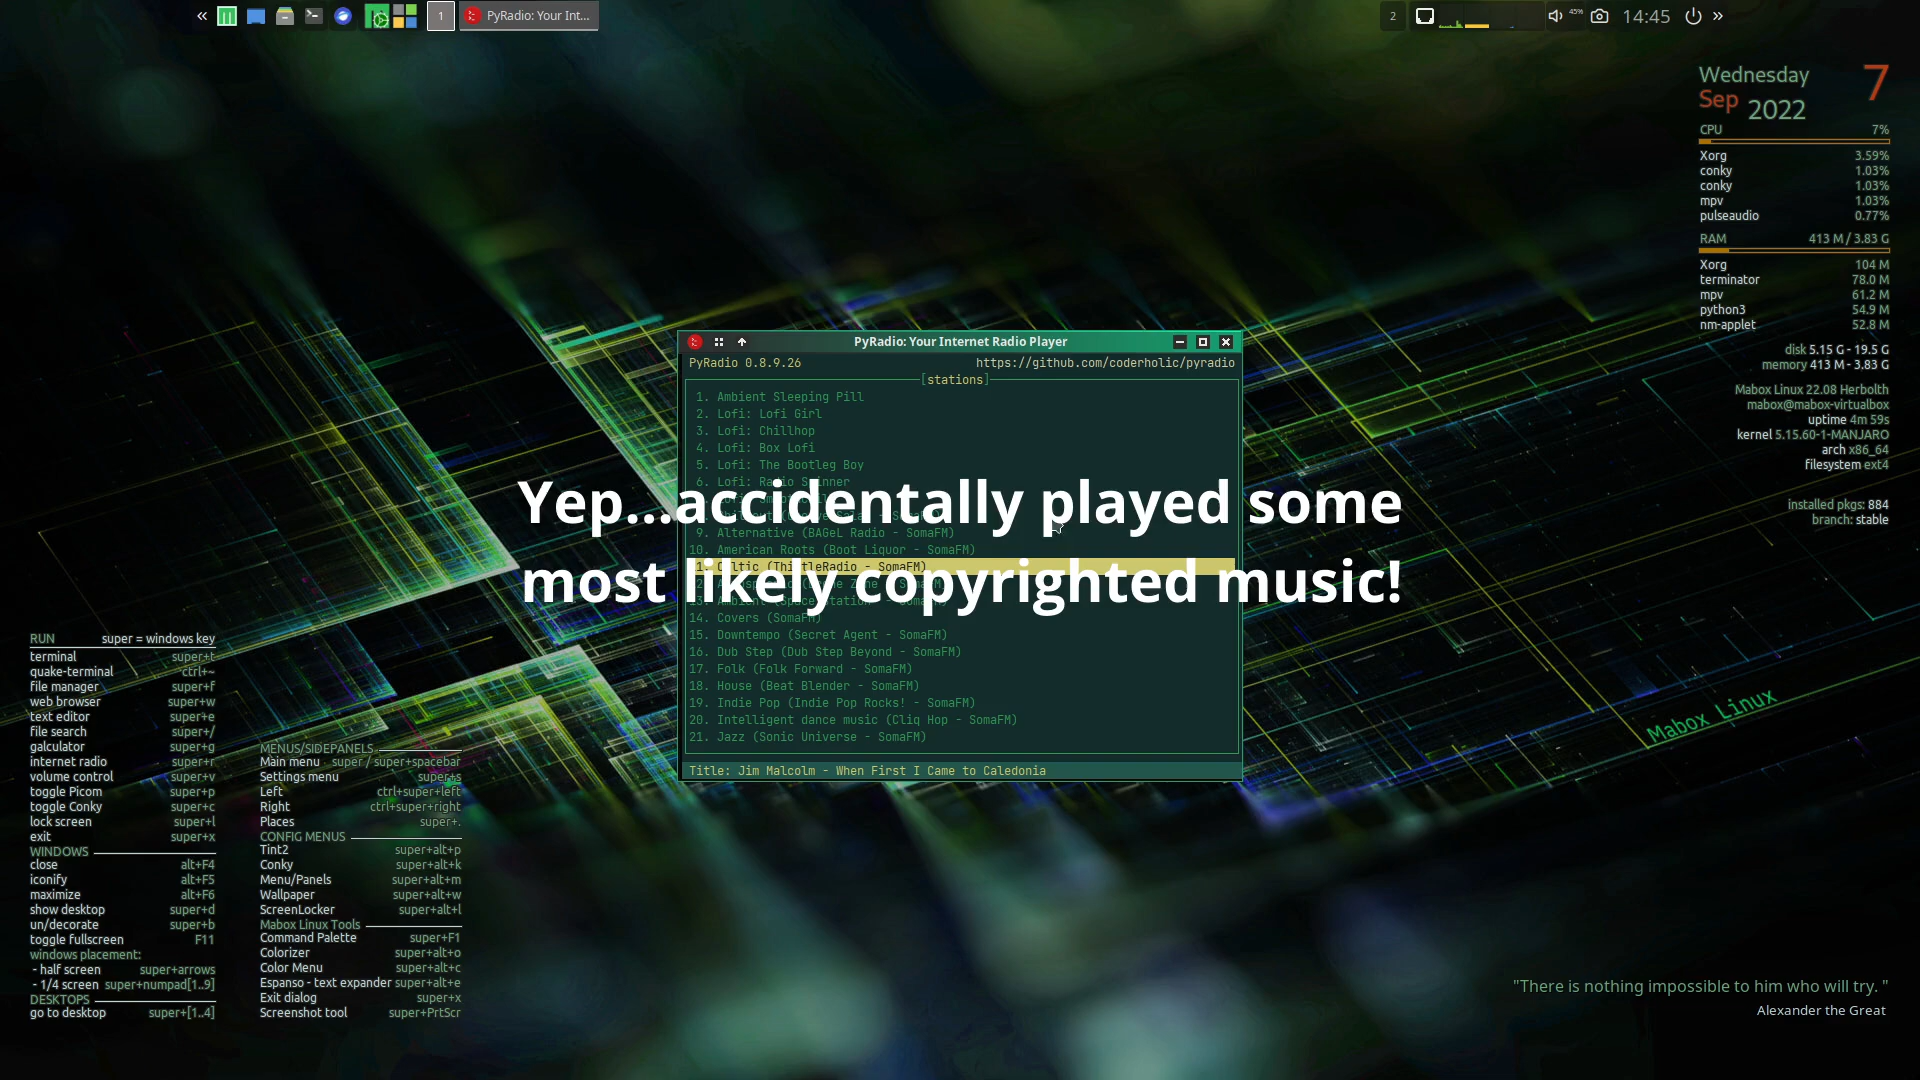 «
1
PyRadio: Your Int...
2
45%
14:45
»
Wednesday 7
Sep 2022
CPU 7%
Xorg 3.59%
conky 1.03%
conky 1.03%
mpv 1.03%
pulseaudio 0.77%
RAM 413 M / 3.83 G
Xorg 104 M
terminator 78.0 M
mpv 61.2 M
python3 54.9 M
nm-applet 52.8 M
disk 5.15 G - 19.5 G
memory 413 M - 3.83 G
Mabox Linux 22.08 Herbolth
mabox@mabox-virtualbox
uptime 4m 59s
kernel 5.15.60-1-MANJARO
arch x86_64
filesystem ext4
installed pkgs: 884
branch: stable
PyRadio: Your Internet Radio Player
PyRadio 0.8.9.26 https://github.com/coderholic/pyradio
[stations]
1. Ambient Sleeping Pill
2. Lofi: Lofi Girl
3. Lofi: Chillhop
4. Lofi: Box Lofi
5. Lofi: The Bootleg Boy
6. Lofi: Radio Spinner
Yep...accidentally played some
9. Alternative (BAGeL Radio - SomaFM)
10. American Roots (Boot Liquor - SomaFM)
Celtic (ThistleRadio - SomaFM)
most likely copyrighted music!
13. Ambient (Space Station - SomaFM)
14. Covers (SomaFM)
15. Downtempo (Secret Agent - SomaFM)
16. Dub Step (Dub Step Beyond - SomaFM)
17. Folk (Folk Forward - SomaFM)
18. House (Beat Blender - SomaFM)
19. Indie Pop (Indie Pop Rocks! - SomaFM)
20. Intelligent dance music (Cliq Hop - SomaFM)
21. Jazz (Sonic Universe - SomaFM)
Title: Jim Malcolm - When First I Came to Caledonia
RUN super = windows key
terminal super+t
quake-terminal ctrl+~
file manager super+f
web browser super+w
text editor super+e
file search super+/
galculator super+g
internet radio super+r
volume control super+v
toggle Picom super+p
toggle Conky super+c
lock screen super+l
exit super+x
WINDOWS
close alt+F4
iconify alt+F5
maximize alt+F6
show desktop super+d
un/decorate super+b
toggle fullscreen F11
windows placement:
- half screen super+arrows
- 1/4 screen super+numpad[1..9]
DESKTOPS
go to desktop super+[1..4]
MENUS/SIDEPANELS
Main menu super / super+spacebar
Settings menu super+s
Left ctrl+super+left
Right ctrl+super+right
Places super+.
CONFIG MENUS
Tint2 super+alt+p
Conky super+alt+k
Menu/Panels super+alt+m
Wallpaper super+alt+w
ScreenLocker super+alt+l
Mabox Linux Tools
Command Palette super+F1
Colorizer super+alt+o
Color Menu super+alt+c
Espanso - text expander super+alt+e
Exit dialog super+x
Screenshot tool super+PrtScr
Mabox Linux
"There is nothing impossible to him who will try. "
Alexander the Great